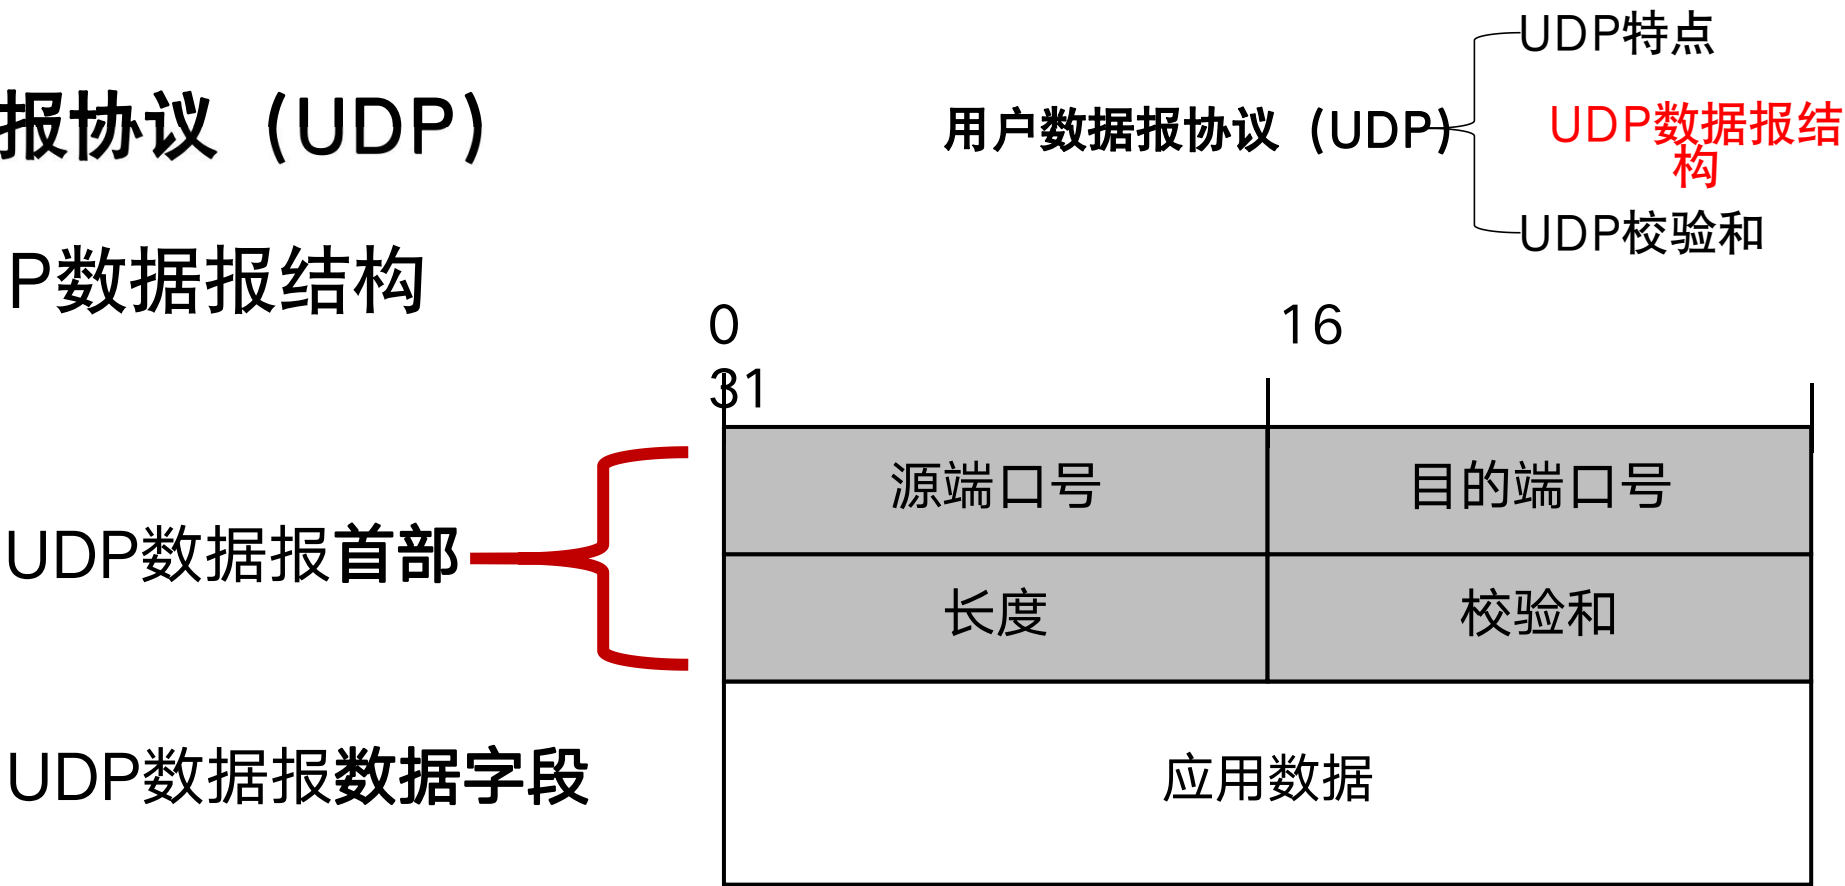 报协议（UDP）
用户数据报协议（UDP）
UDP特点
UDP数据报结
构
UDP校验和
P数据报结构
0 16
31
源端口号 目的端口号
UDP数据报首部
长度 校验和
UDP数据报数据字段
应用数据